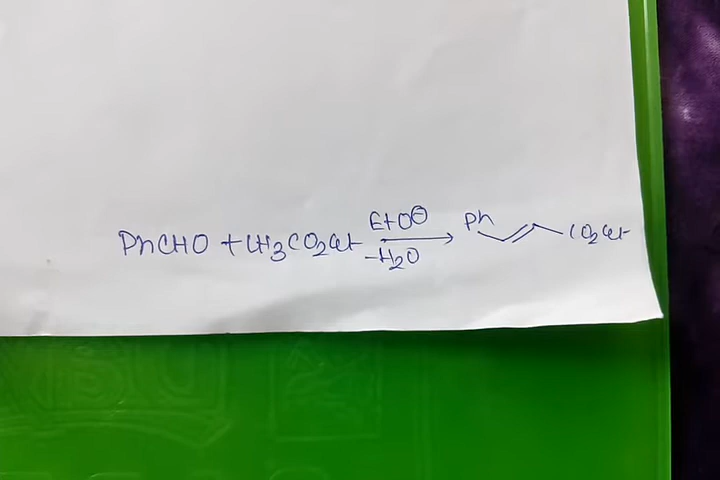 PhCHO + CH₃CO₂Et EtO⊖ → -H₂O Ph CO₂Et